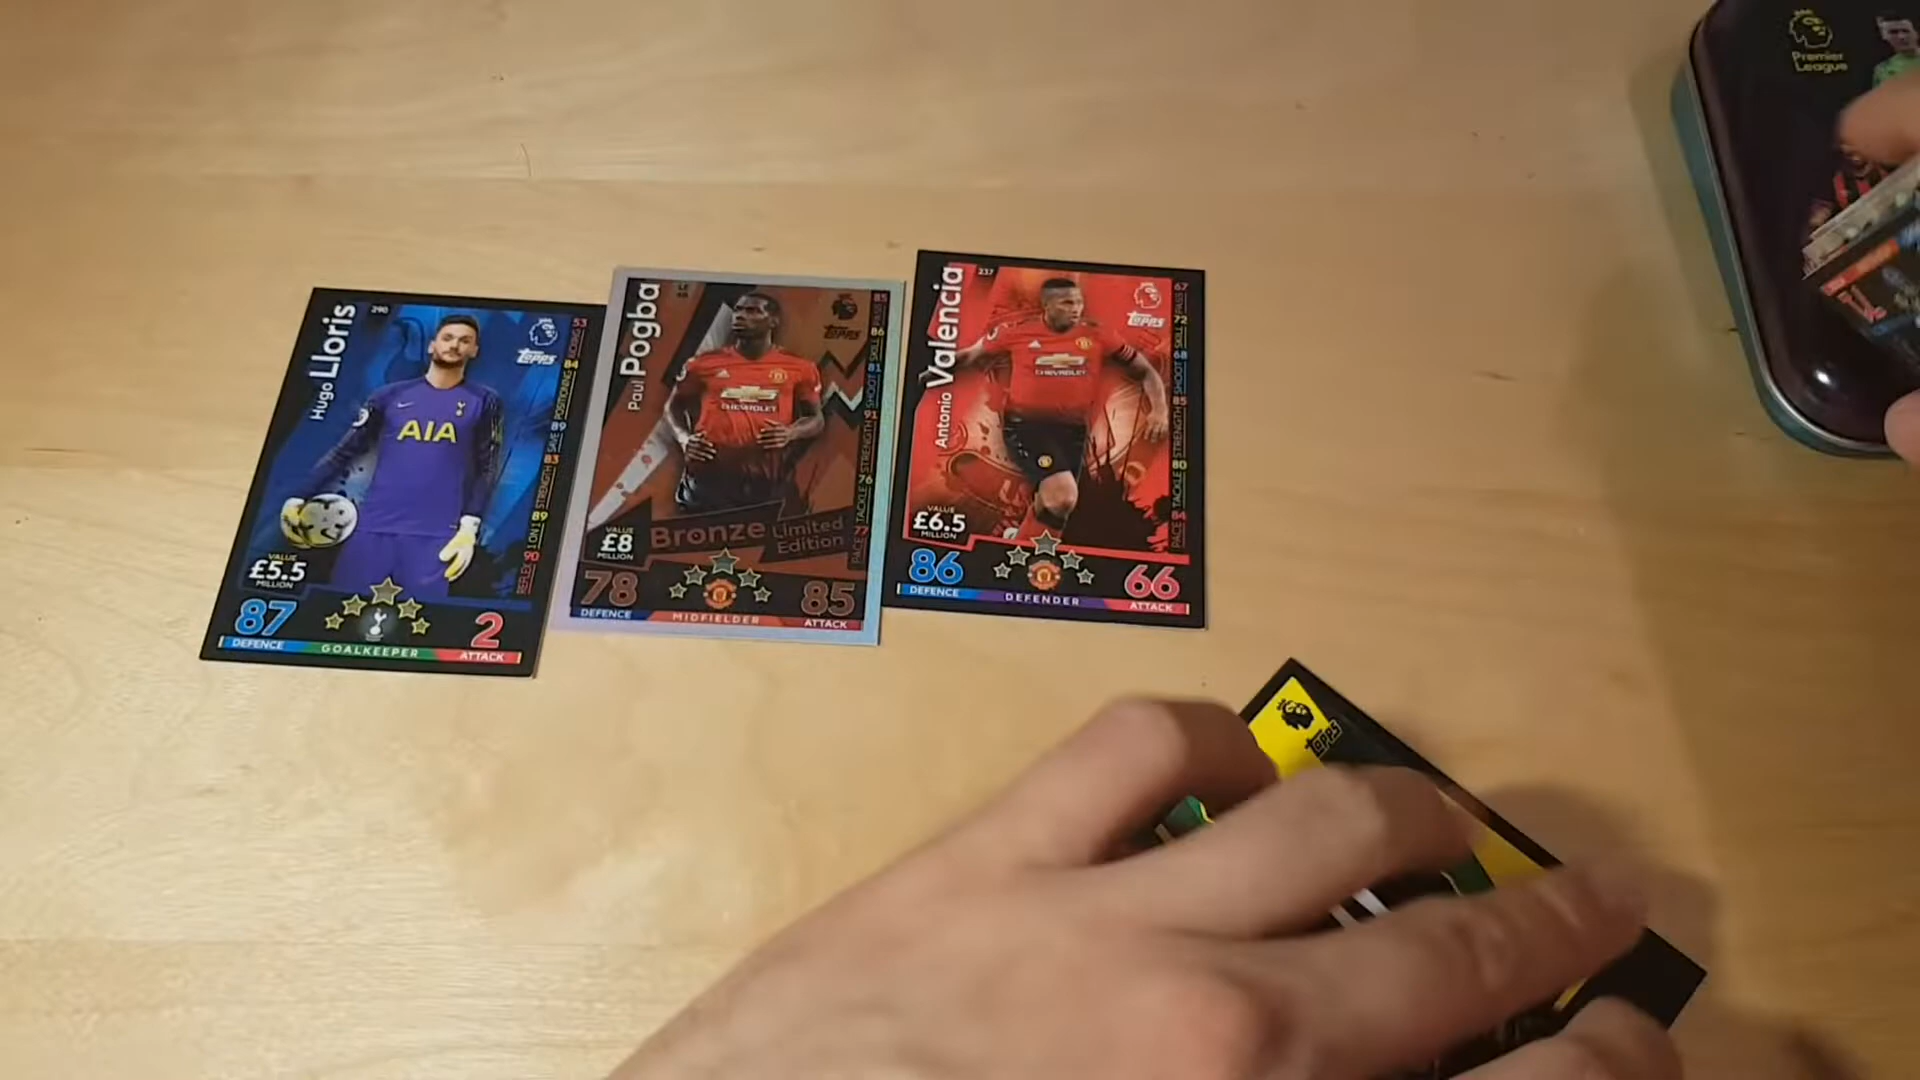 Premier
League
Hugo Lloris
290
TOPPS
53
KICKING
84
POSITIONING
89
SAVE
83
STRENGTH
89
1 ON 1
90
REFLEX
AIA
VALUE
£5.5
MILLION
87
DEFENCE
GOALKEEPER
2
ATTACK
Paul Pogba
LE
TOPPS
85
PASS
86
SKILL
81
SHOOT
91
STRENGTH
76
TACKLE
77
PACE
CHEVROLET
VALUE
£8
MILLION
Bronze Limited
Edition
78
DEFENCE
MIDFIELDER
85
ATTACK
Antonio Valencia
237
TOPPS
67
PASS
72
SKILL
68
SHOOT
85
STRENGTH
80
TACKLE
84
PACE
CHEVROLET
VALUE
£6.5
MILLION
86
DEFENCE
DEFENDER
66
ATTACK
TOPPS